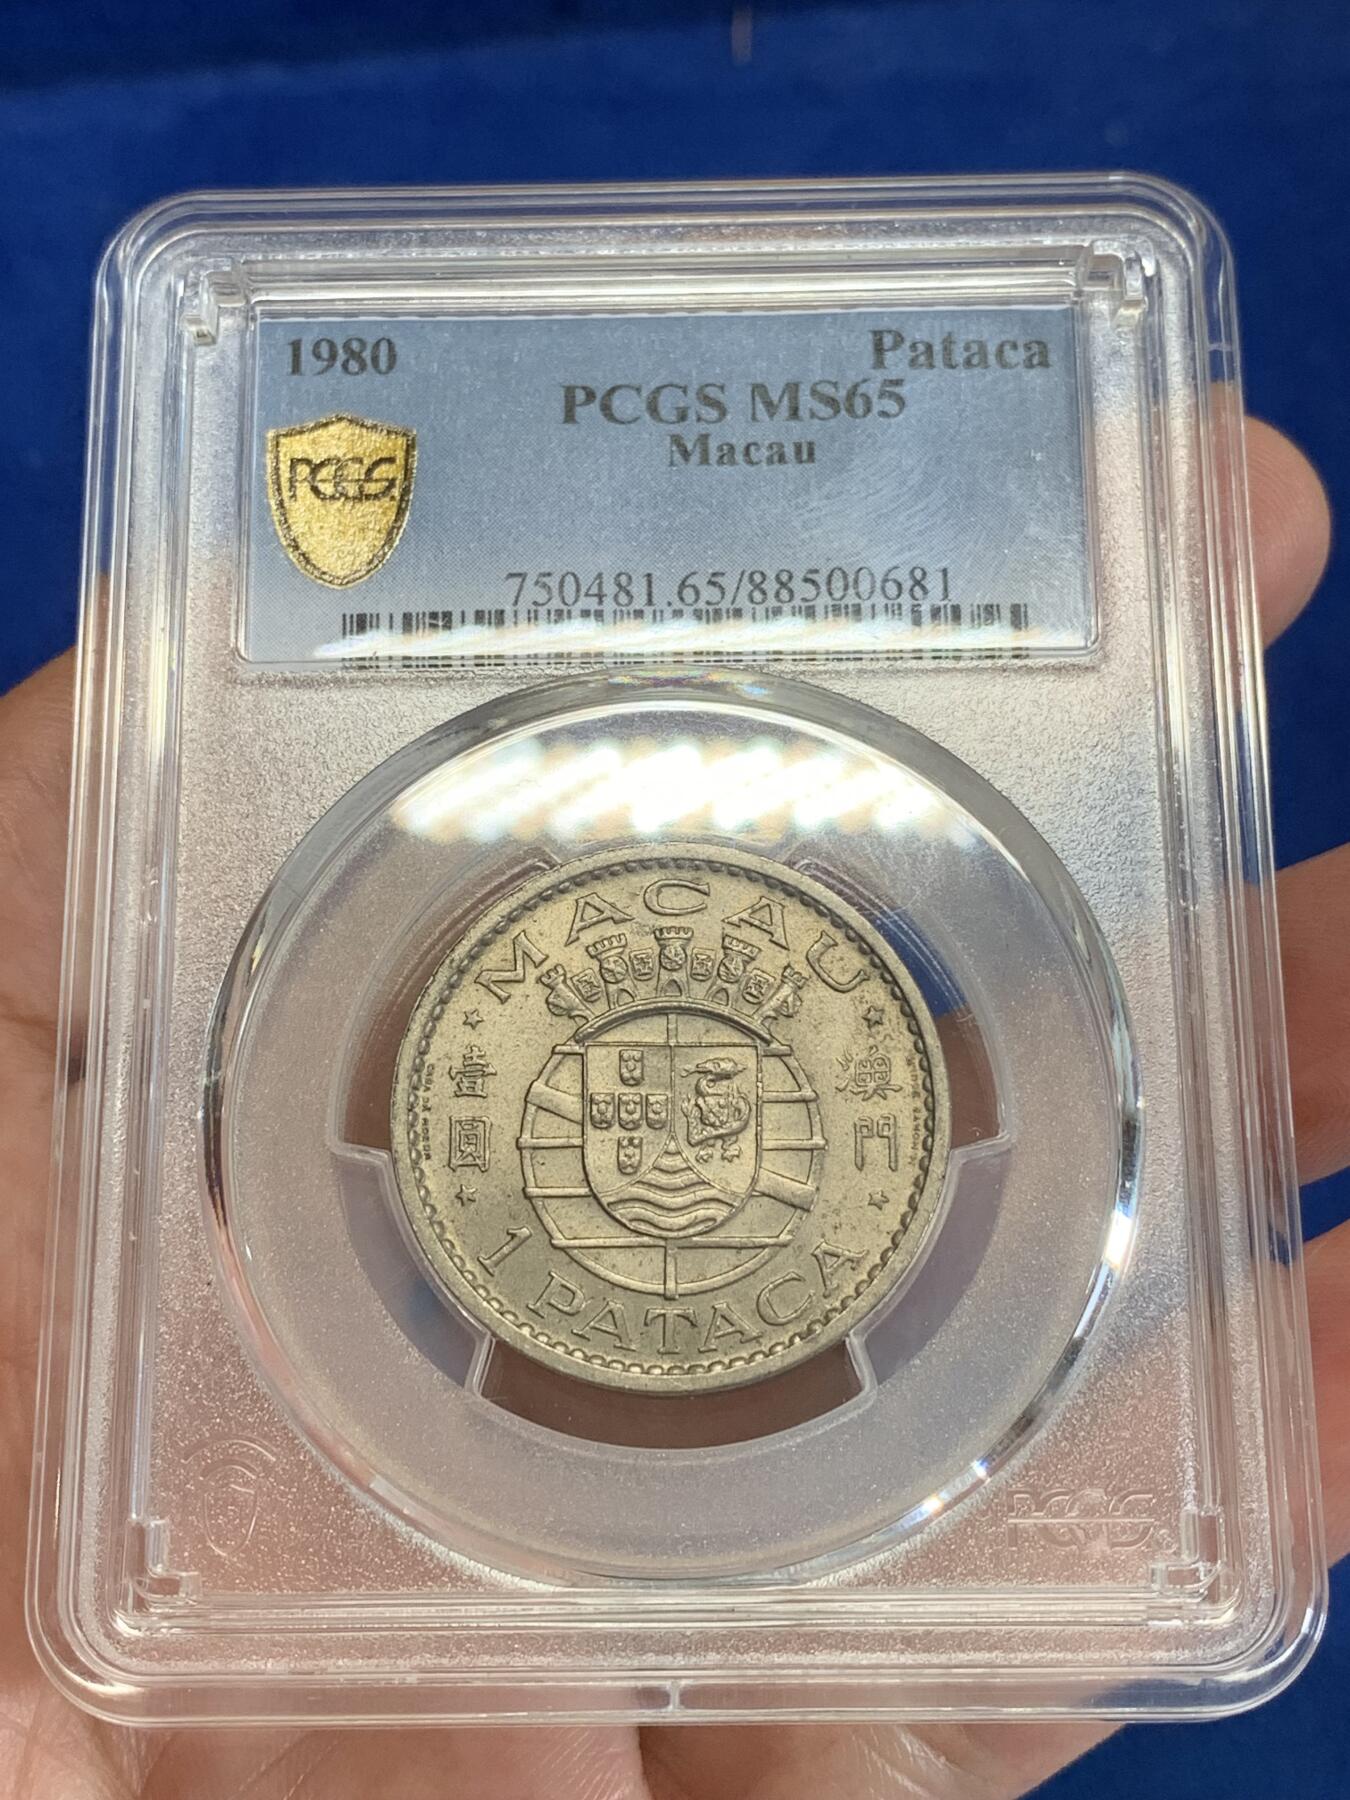 1980 Pataca
PCGS MS65
Macau
PCGS
750481.65/88500681
MACAU
壹圓
澳門
1 PATACA
PCGS